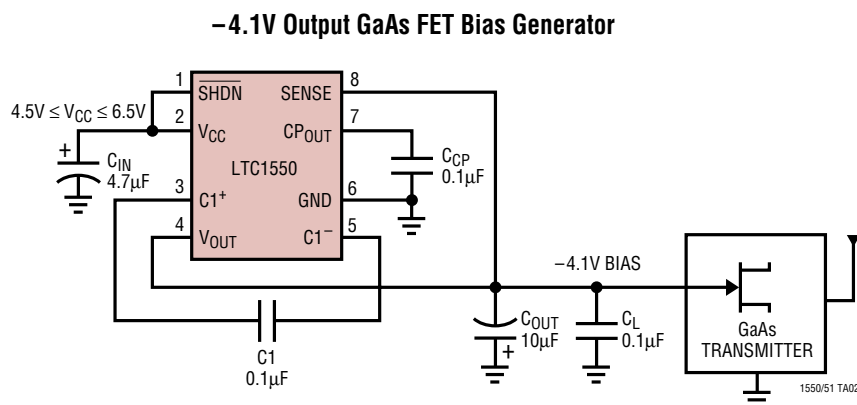 −4.1V Output GaAs FET Bias Generator
4.5V ≤ VCC ≤ 6.5V
1
SHDN
SENSE
8
2
VCC
CPOUT
7
LTC1550
3
C1+
GND
6
4
VOUT
C1−
5
+
CIN
4.7µF
CCP
0.1µF
C1
0.1µF
−4.1V BIAS
COUT
10µF
+
CL
0.1µF
GaAs
TRANSMITTER
1550/51 TA02